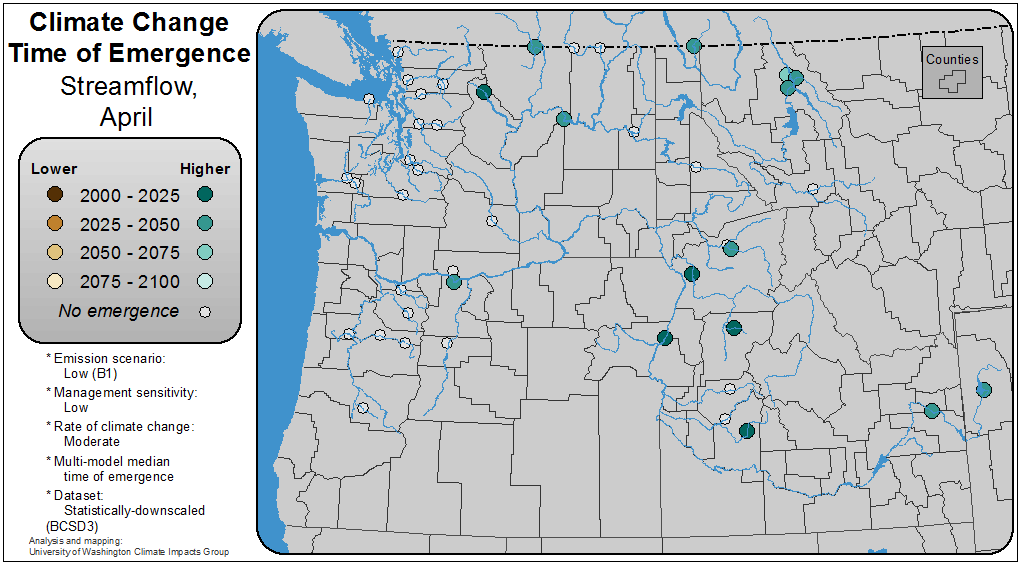 Climate Change
Time of Emergence
Streamflow,
April
Lower Higher
2000 - 2025
2025 - 2050
2050 - 2075
2075 - 2100
No emergence
* Emission scenario:
Low (B1)
* Management sensitivity:
Low
* Rate of climate change:
Moderate
* Multi-model median
time of emergence
* Dataset:
Statistically-downscaled
(BCSD3)
Analysis and mapping:
University of Washington Climate Impacts Group
Counties